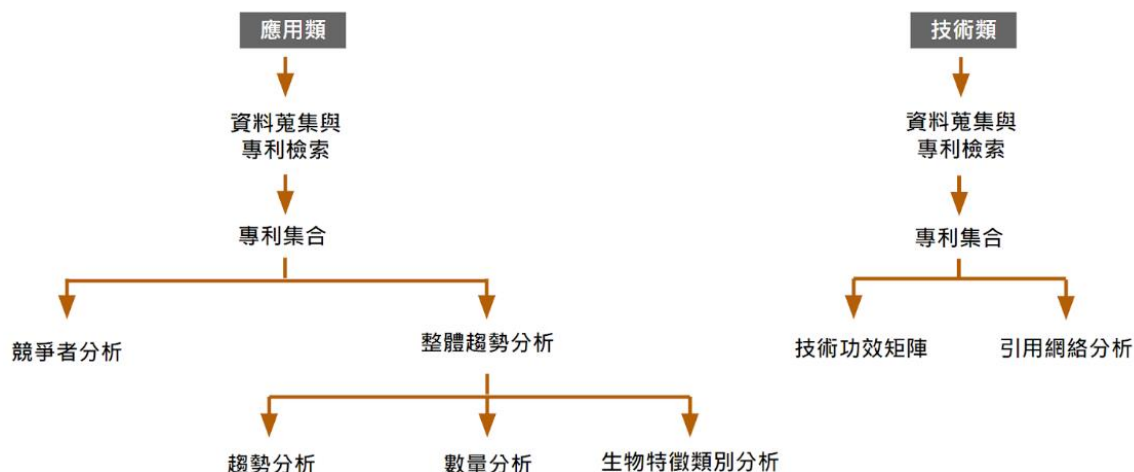 應用類
資料蒐集與
專利檢索
專利集合
競爭者分析
整體趨勢分析
趨勢分析
數量分析
生物特徵類別分析
技術類
資料蒐集與
專利檢索
專利集合
技術功效矩陣
引用網絡分析